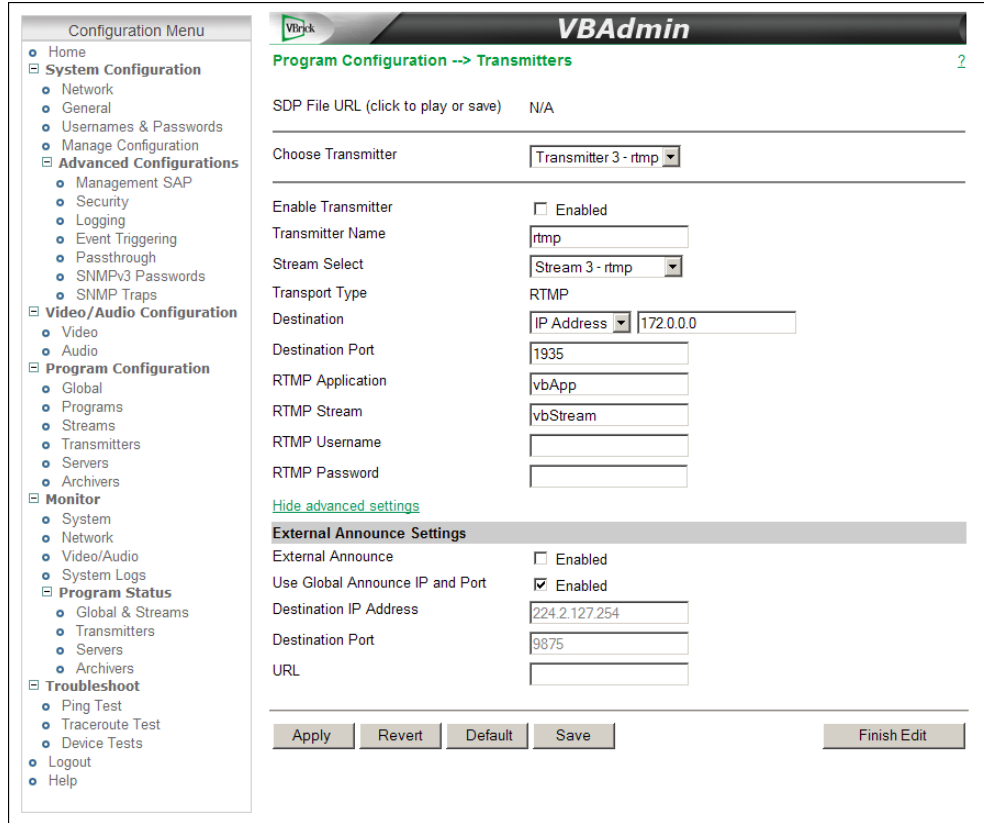 Configuration Menu
Home
System Configuration
Network
General
Usernames & Passwords
Manage Configuration
Advanced Configurations
Management SAP
Security
Logging
Event Triggering
Passthrough
SNMPv3 Passwords
SNMP Traps
Video/Audio Configuration
Video
Audio
Program Configuration
Global
Programs
Streams
Transmitters
Servers
Archivers
Monitor
System
Network
Video/Audio
System Logs
Program Status
Global & Streams
Transmitters
Servers
Archivers
Troubleshoot
Ping Test
Traceroute Test
Device Tests
Logout
Help
VBrick VBAdmin
Program Configuration --> Transmitters ?
SDP File URL (click to play or save) N/A
Choose Transmitter Transmitter 3 - rtmp
Enable Transmitter Enabled
Transmitter Name rtmp
Stream Select Stream 3 - rtmp
Transport Type RTMP
Destination IP Address 172.0.0.0
Destination Port 1935
RTMP Application vbApp
RTMP Stream vbStream
RTMP Username
RTMP Password
Hide advanced settings
External Announce Settings
External Announce Enabled
Use Global Announce IP and Port Enabled
Destination IP Address 224.2.127.254
Destination Port 9875
URL
Apply Revert Default Save Finish Edit